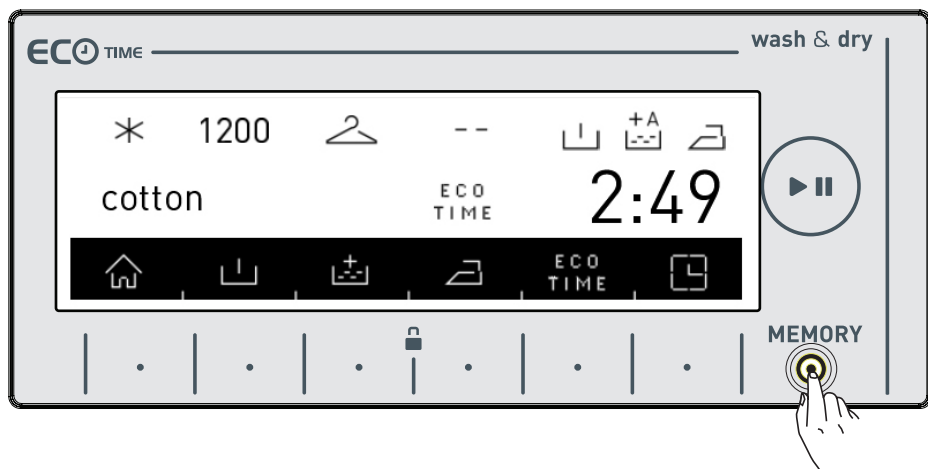 ECO TIME
wash & dry
1200
- -
+A
cotton
ECO
TIME
2:49
ECO
TIME
MEMORY